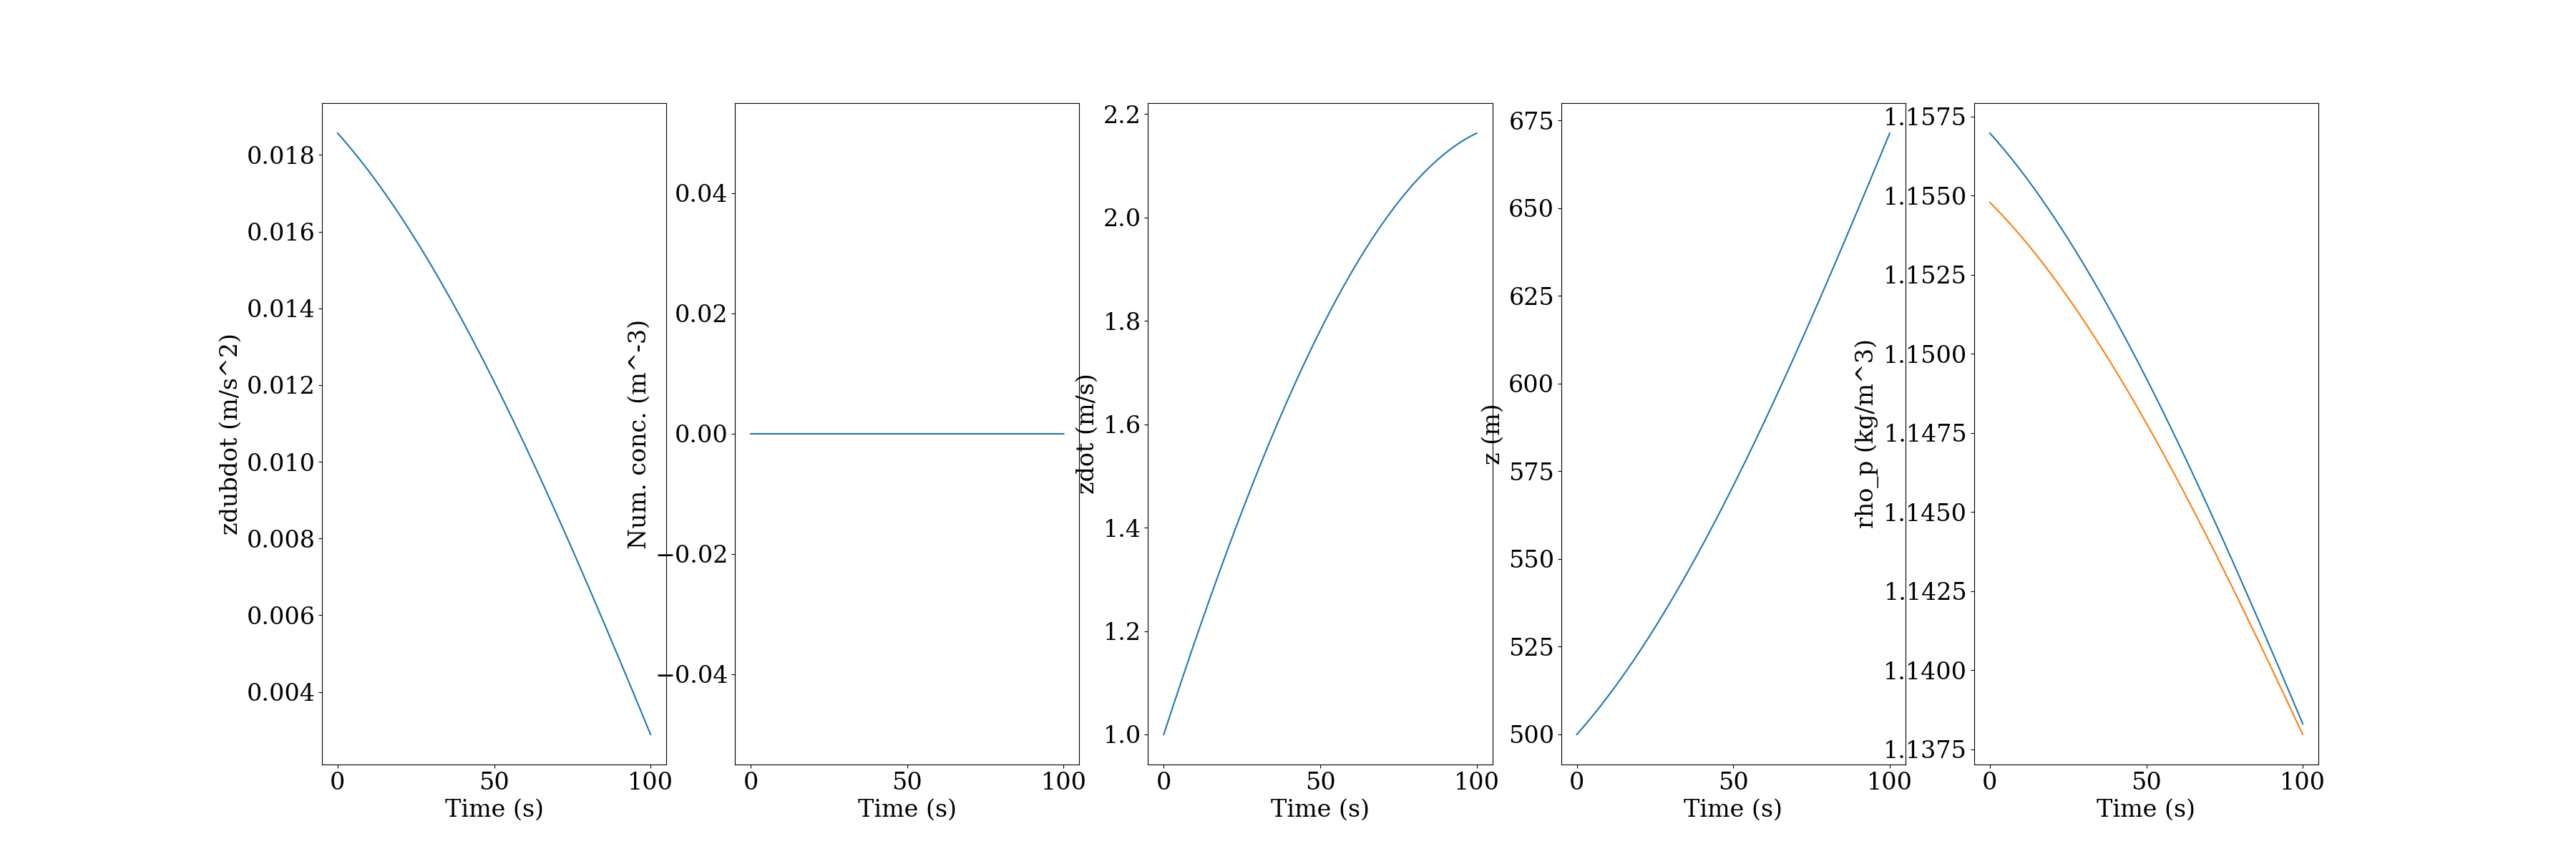 zdubdot (m/s^2)
0.018
0.016
0.014
0.012
0.010
0.008
0.006
0.004
0 50 100
Time (s)
Num. conc. (m^-3)
0.04
0.02
0.00
−0.02
−0.04
0 50 100
Time (s)
zdot (m/s)
2.2
2.0
1.8
1.6
1.4
1.2
1.0
0 50 100
Time (s)
z (m)
675
650
625
600
575
550
525
500
0 50 100
Time (s)
rho_p (kg/m^3)
1.1575
1.1550
1.1525
1.1500
1.1475
1.1450
1.1425
1.1400
1.1375
0 50 100
Time (s)